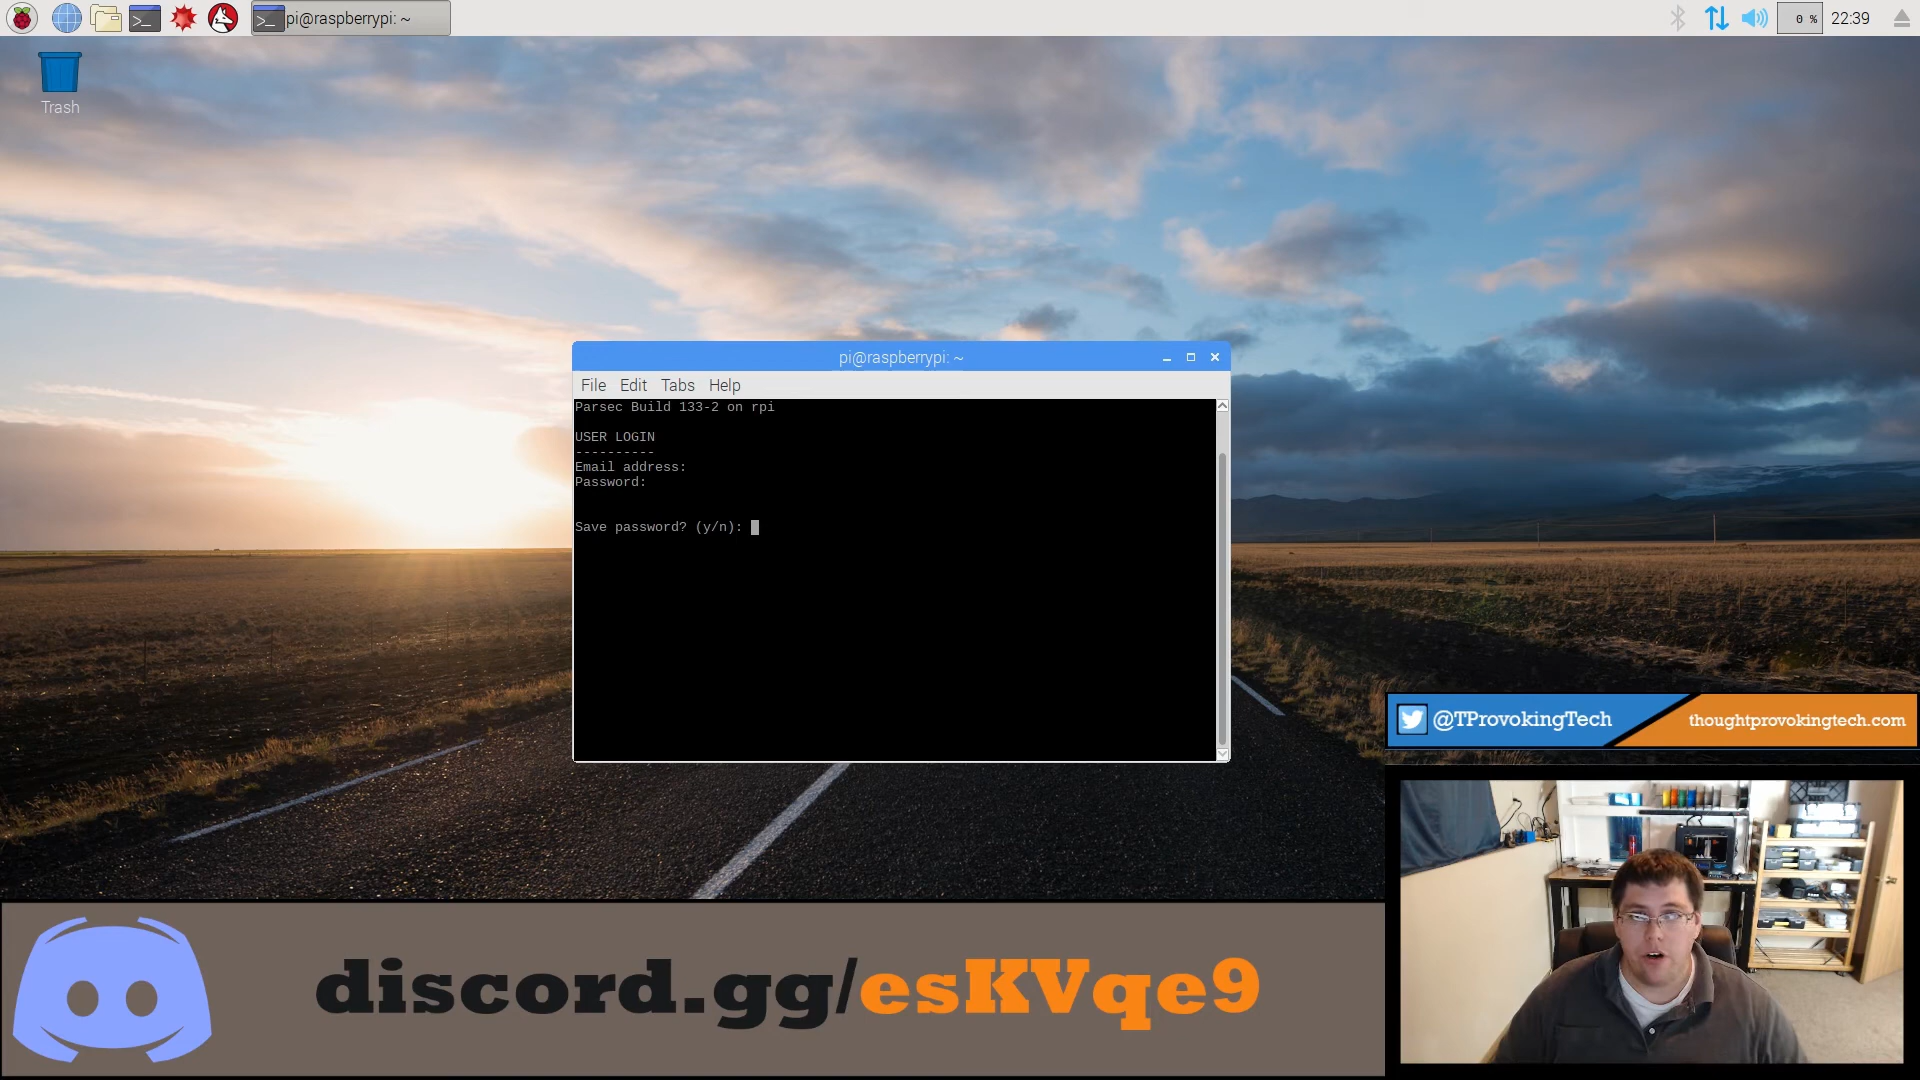 pi@raspberrypi: ~
0 %
22:39
Trash
pi@raspberrypi: ~
File Edit Tabs Help
Parsec Build 133-2 on rpi
USER LOGIN
----------
Email address:
Password:
Save password? (y/n):
@TProvokingTech
thoughtprovokingtech.com
discord.gg/esKVqe9